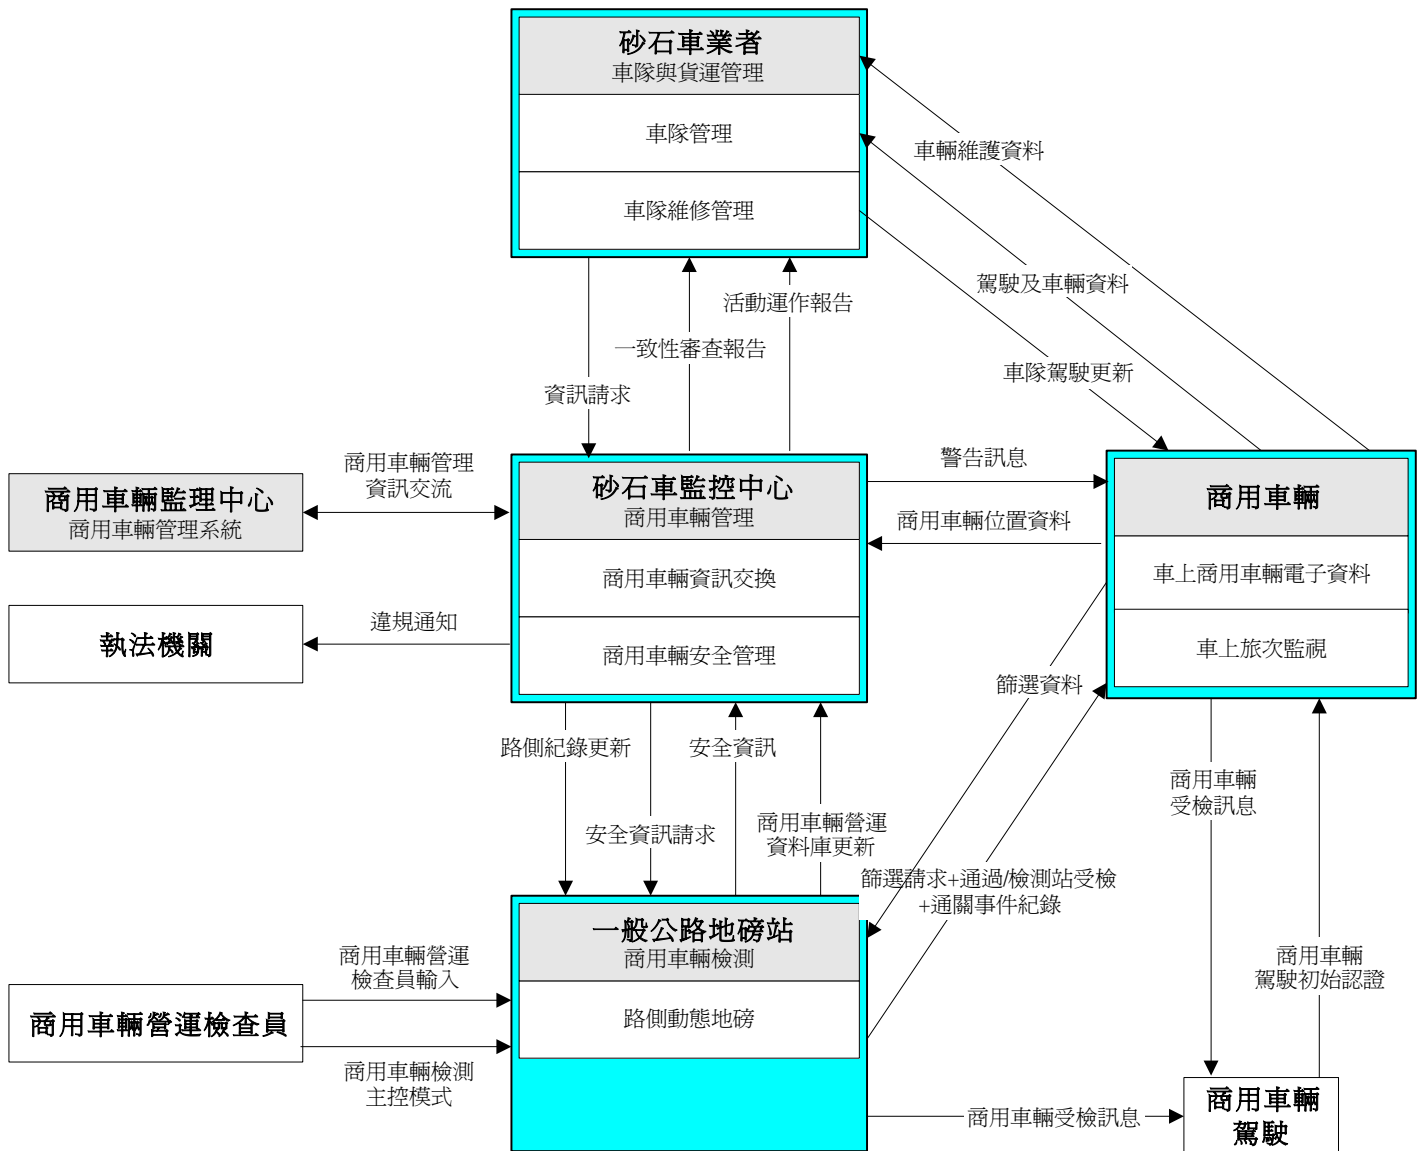 砂石車業者
車隊與貨運管理
車隊管理
車隊維修管理
車輛維護資料
駕駛及車輛資料
車隊駕駛更新
活動運作報告
一致性審查報告
資訊請求
商用車輛監理中心
商用車輛管理系統
商用車輛管理
資訊交流
砂石車監控中心
商用車輛管理
商用車輛資訊交換
商用車輛安全管理
警告訊息
商用車輛位置資料
商用車輛
車上商用車輛電子資料
車上旅次監視
執法機關
違規通知
篩選資料
路側紀錄更新
安全資訊請求
安全資訊
商用車輛營運
資料庫更新
商用車輛
受檢訊息
篩選請求+通過/檢測站受檢
+通關事件紀錄
一般公路地磅站
商用車輛檢測
路側動態地磅
商用車輛營運
檢查員輸入
商用車輛營運檢查員
商用車輛檢測
主控模式
商用車輛
駕駛初始認證
商用車輛受檢訊息
商用車輛
駕駛